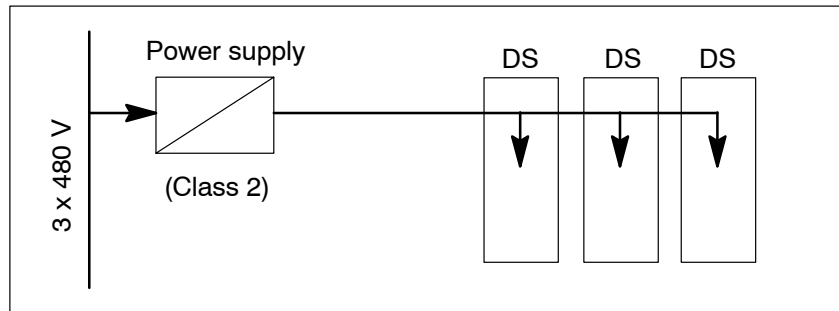 Power supply
DS
DS
DS
3 x 480 V
(Class 2)